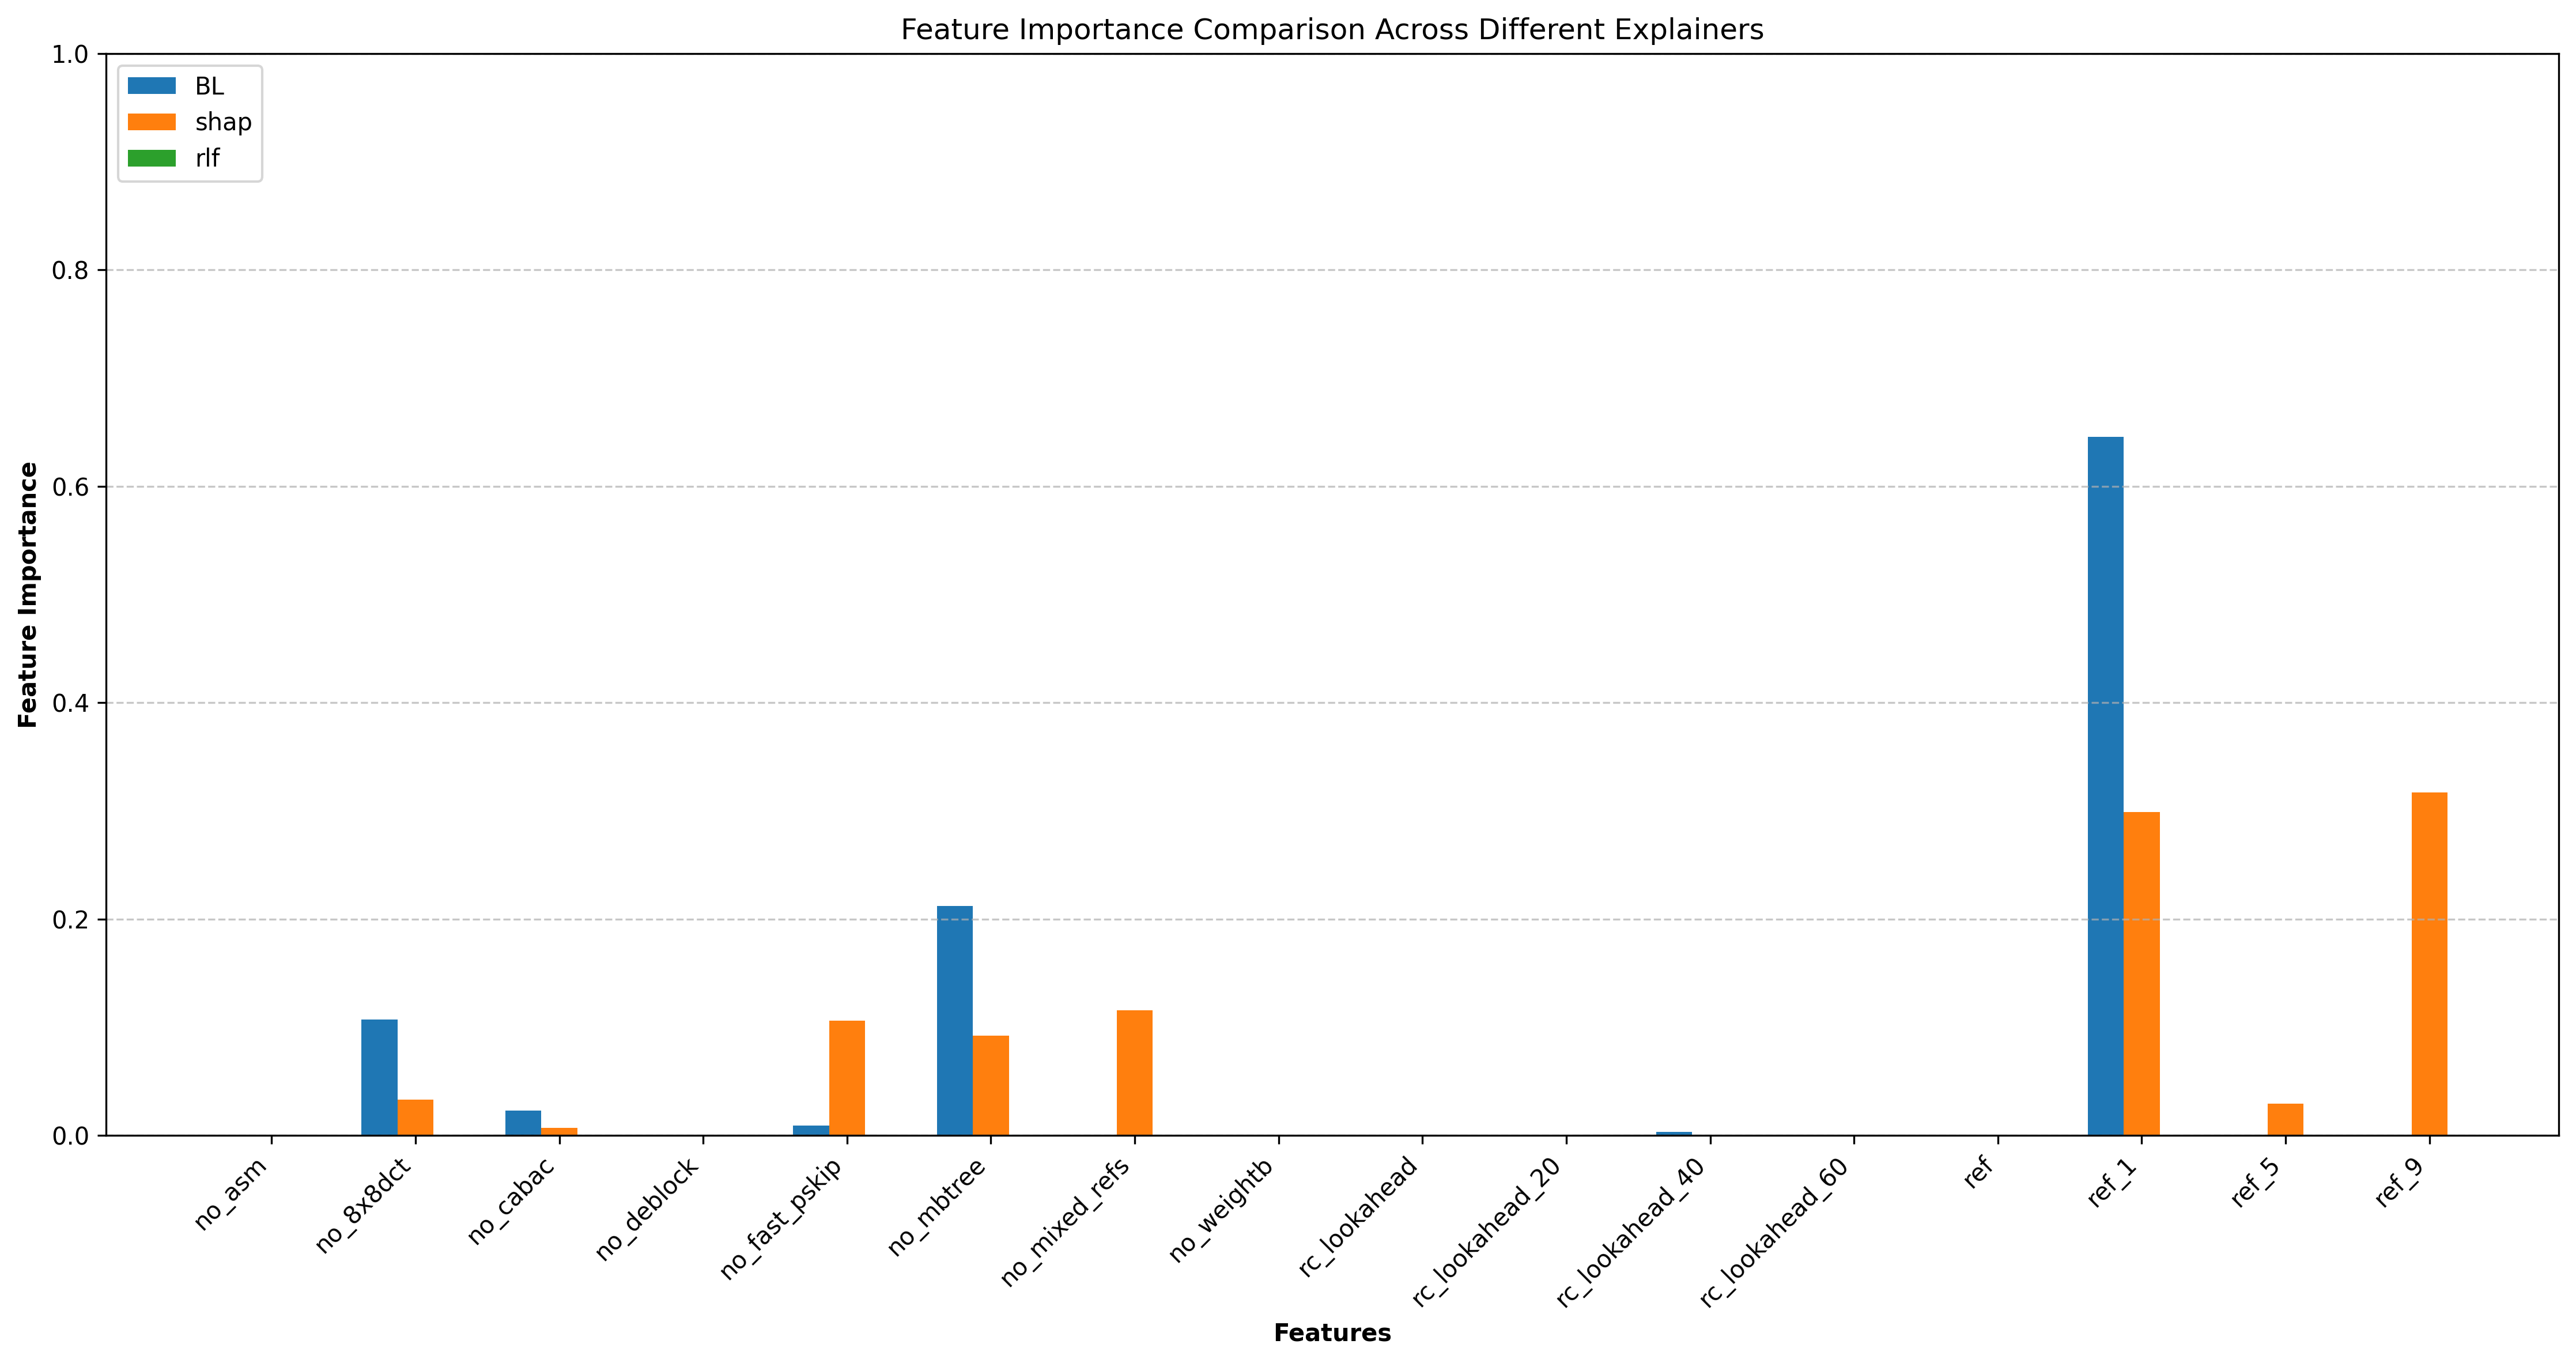 Feature Importance Comparison Across Different Explainers
1.0
0.8
0.6
0.4
0.2
0.0
Feature Importance
BL
shap
rlf
no_asm
no_8x8dct
no_cabac
no_deblock
no_fast_pskip
no_mbtree
no_mixed_refs
no_weightb
rc_lookahead
rc_lookahead_20
rc_lookahead_40
rc_lookahead_60
ref
ref_1
ref_5
ref_9
Features